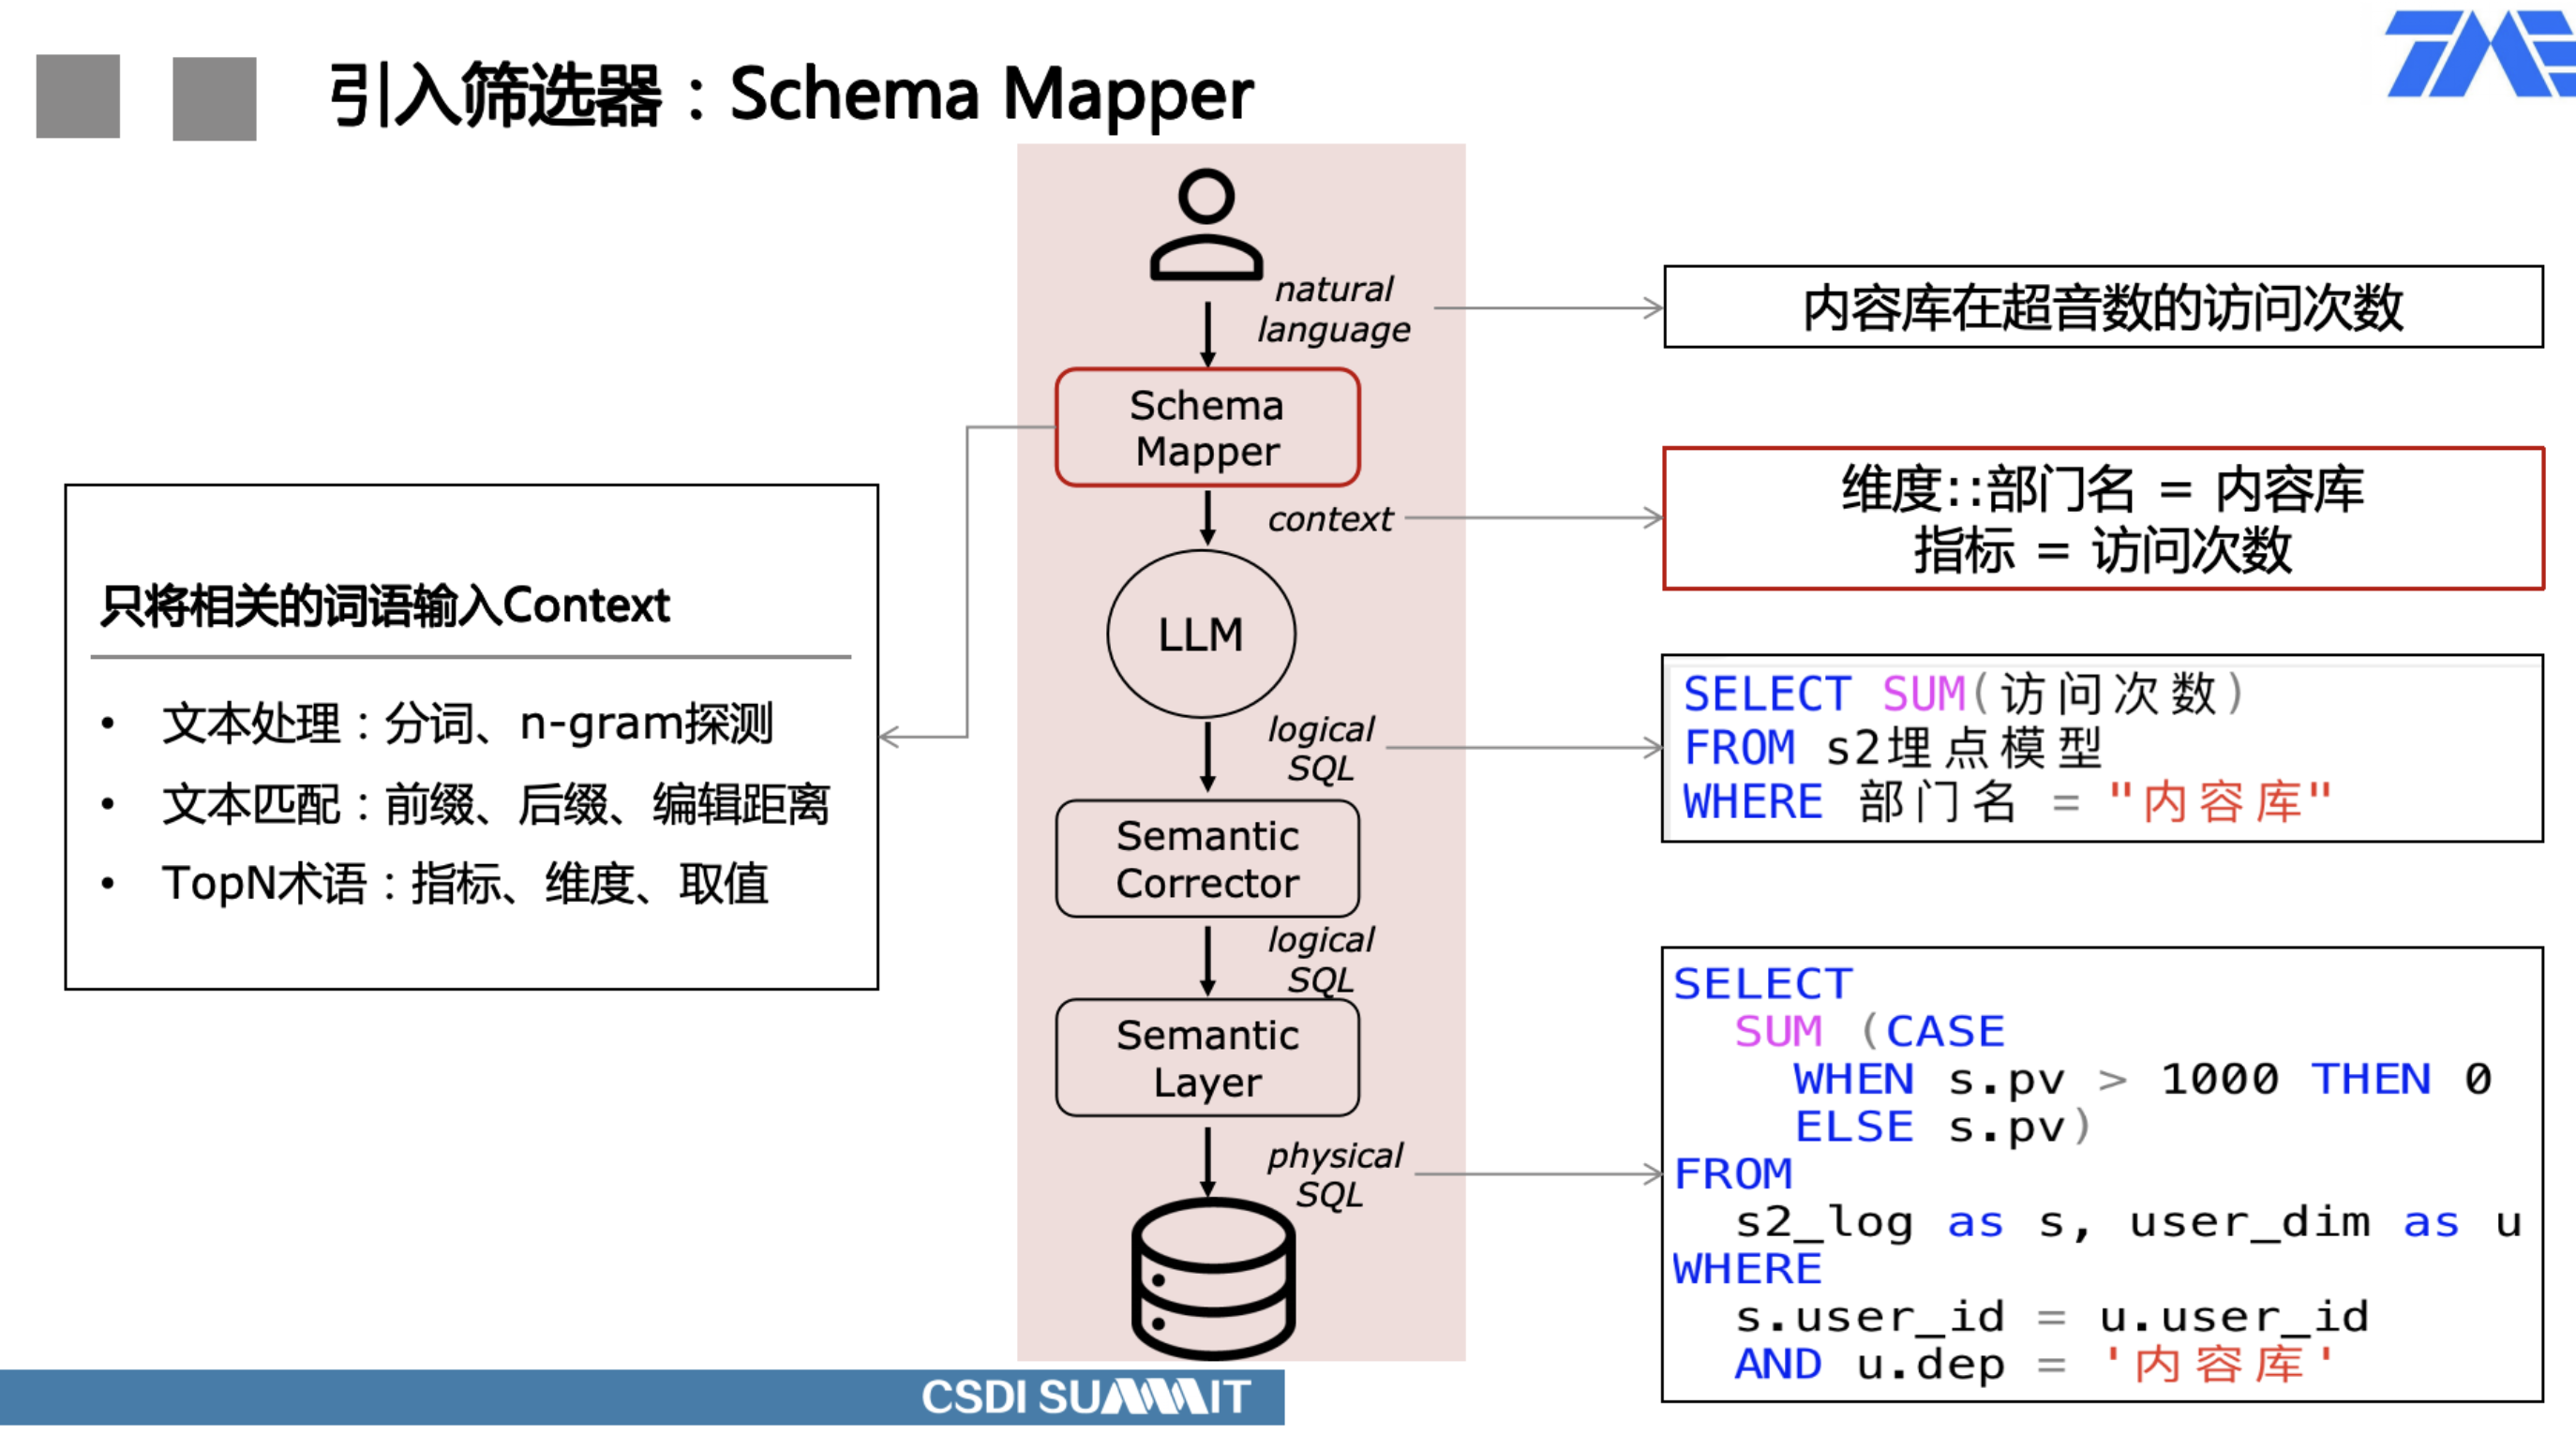 引入筛选器：Schema Mapper
natural
language
Schema
Mapper
context
LLM
logical
SQL
Semantic
Corrector
logical
SQL
Semantic
Layer
physical
SQL
只将相关的词语输入Context
• 文本处理：分词、n-gram探测
• 文本匹配：前缀、后缀、编辑距离
• TopN术语：指标、维度、取值
内容库在超音数的访问次数
维度::部门名 = 内容库
指标 = 访问次数
SELECT SUM(访问次数)
FROM s2埋点模型
WHERE 部门名 = "内容库"
SELECT
SUM (CASE
WHEN s.pv > 1000 THEN 0
ELSE s.pv)
FROM
s2_log as s, user_dim as u
WHERE
s.user_id = u.user_id
AND u.dep = '内容库'
CSDI SUMMIT
TME